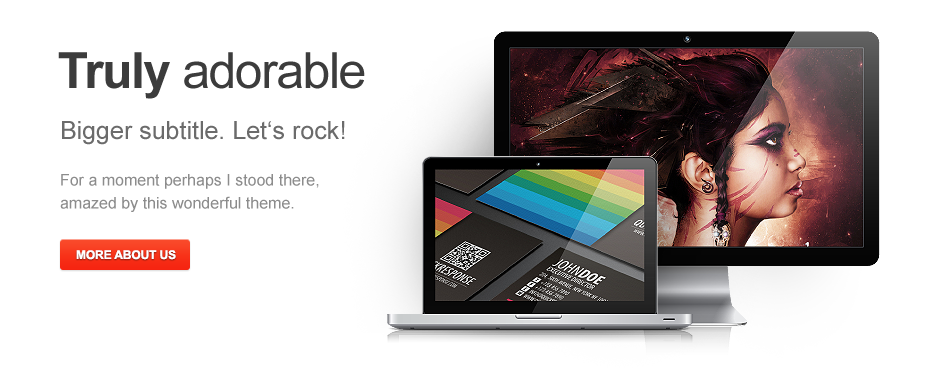 Truly adorable
Bigger subtitle. Let‘s rock!
For a moment perhaps I stood there,
amazed by this wonderful theme.
MORE ABOUT US
JOHNDOE
EXECUTIVE DIRECTOR